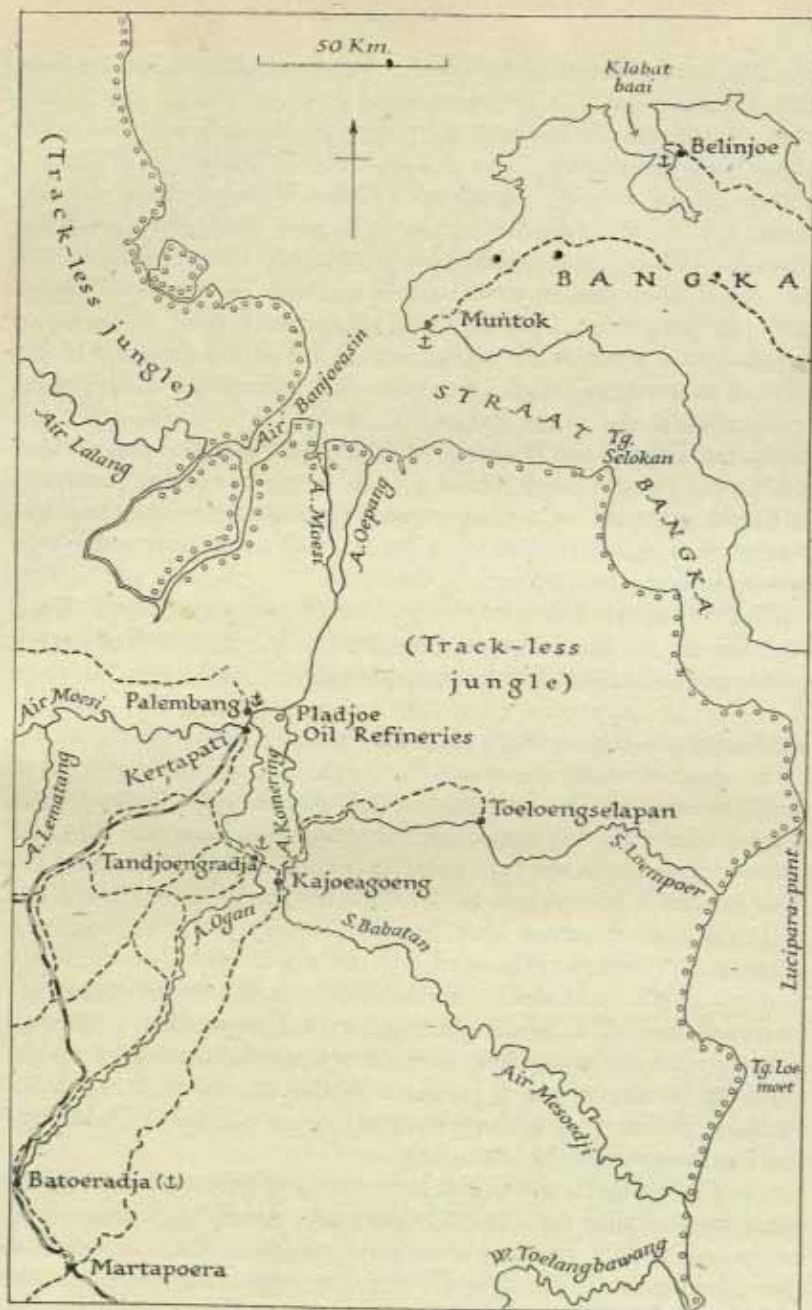 50 Km.
Klabat
baai
Belinjoe
(Track-less
jungle)
BANGKA
Muntok
STRAAT
BANGKA
Air Banjoeasin
Air Lalang
Tg.
Selokan
A. Moesi
A. Oepang
(Track-less
jungle)
Palembang
Air Moesi
Pladjoe
Oil Refineries
Kertapati
A. Lematang
A. Komering
Toeloengselapan
Tandjoengradja
S. Loempoer
Kajoeagoeng
Lucipara-punt
A. Ogan
S. Babatan
Tg. Loe-
moet
Air Mesoedji
Batoeradja (⚓)
W. Toelangbawang
Martapoera